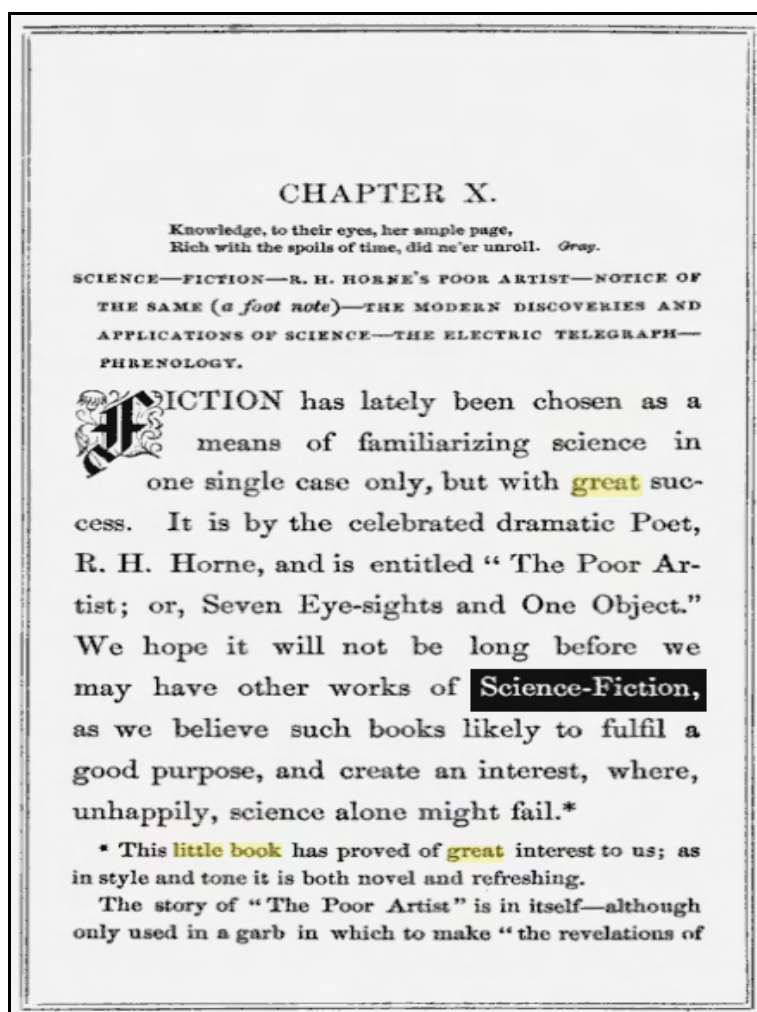 CHAPTER X.
Knowledge, to their eyes, her ample page,
Rich with the spoils of time, did ne'er unroll. Gray.
SCIENCE—FICTION—R. H. HORNE'S POOR ARTIST—NOTICE OF
THE SAME (a foot note)—THE MODERN DISCOVERIES AND
APPLICATIONS OF SCIENCE—THE ELECTRIC TELEGRAPH—
PHRENOLOGY.
FICTION has lately been chosen as a
means of familiarizing science in
one single case only, but with great suc-
cess. It is by the celebrated dramatic Poet,
R. H. Horne, and is entitled “ The Poor Ar-
tist; or, Seven Eye-sights and One Object.”
We hope it will not be long before we
may have other works of Science-Fiction,
as we believe such books likely to fulfil a
good purpose, and create an interest, where,
unhappily, science alone might fail.*
* This little book has proved of great interest to us; as
in style and tone it is both novel and refreshing.
The story of “The Poor Artist” is in itself—although
only used in a garb in which to make “ the revelations of